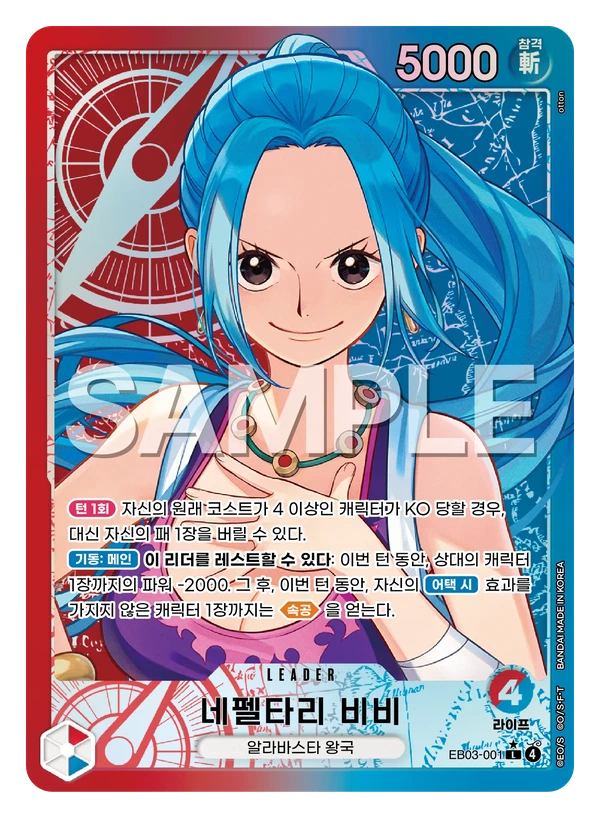 5000
참격
斬
otton
SAMPLE
턴 1회 자신의 원래 코스트가 4 이상인 캐릭터가 KO 당할 경우,
대신 자신의 패 1장을 버릴 수 있다.
기동: 메인 이 리더를 레스트할 수 있다: 이번 턴 동안, 상대의 캐릭터
1장까지의 파워 -2000. 그 후, 이번 턴 동안, 자신의 어택 시 효과를
가지지 않은 캐릭터 1장까지는 속공 을 얻는다.
LEADER
네펠타리 비비
알라바스타 왕국
4
라이프
EB03-001 L 4
©E.O/S ©O/S·F·T BANDAI MADE IN KOREA